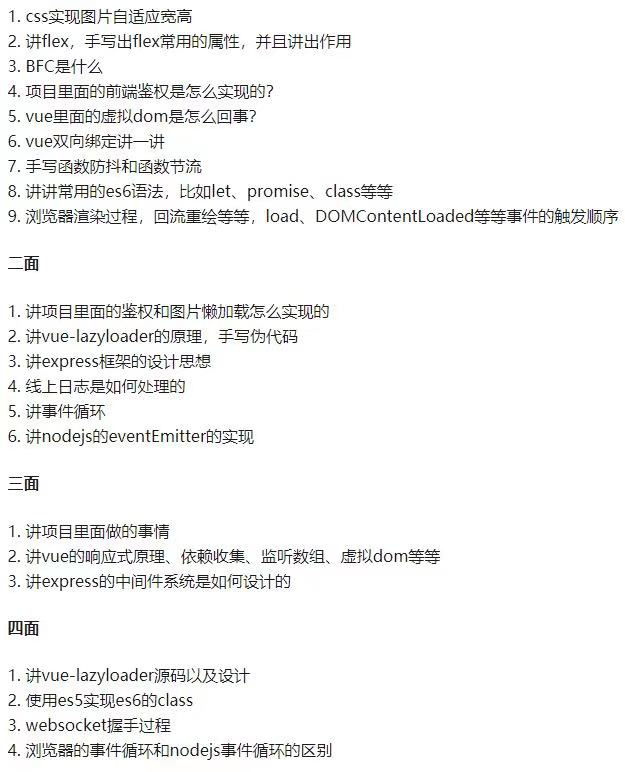 1. css实现图片自适应宽高
2. 讲flex，手写出flex常用的属性，并且讲出作用
3. BFC是什么
4. 项目里面的前端鉴权是怎么实现的?
5. vue里面的虚拟dom是怎么回事?
6. vue双向绑定讲一讲
7. 手写函数防抖和函数节流
8. 讲讲常用的es6语法，比如let、promise、class等等
9. 浏览器渲染过程，回流重绘等等，load、DOMContentLoaded等等事件的触发顺序
二面
1. 讲项目里面的鉴权和图片懒加载怎么实现的
2. 讲vue-lazyloader的原理，手写伪代码
3. 讲express框架的设计思想
4. 线上日志是如何处理的
5. 讲事件循环
6. 讲nodejs的eventEmitter的实现
三面
1. 讲项目里面做的事情
2. 讲vue的响应式原理、依赖收集、监听数组、虚拟dom等等
3. 讲express的中间件系统是如何设计的
四面
1. 讲vue-lazyloader源码以及设计
2. 使用es5实现es6的class
3. websocket握手过程
4. 浏览器的事件循环和nodejs事件循环的区别